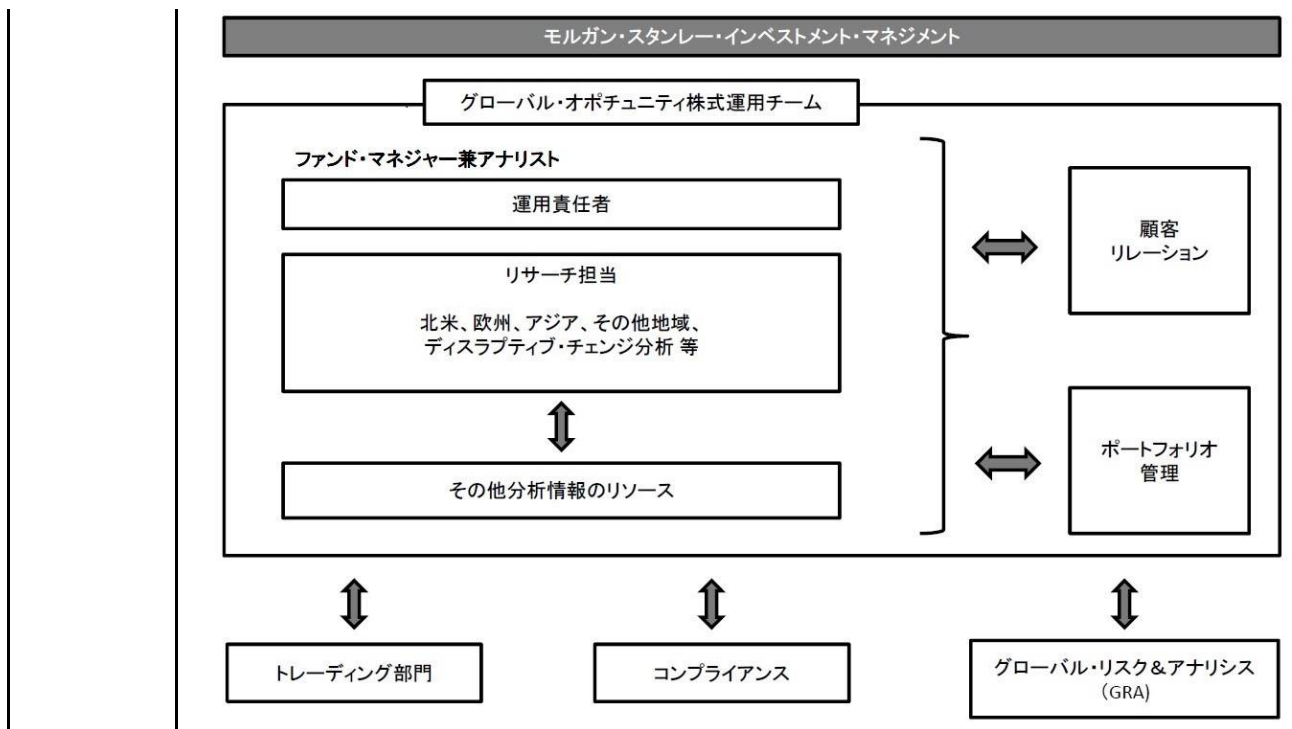 モルガン・スタンレー・インベストメント・マネジメント
グローバル・オポチュニティ株式運用チーム
ファンド・マネジャー兼アナリスト
運用責任者
リサーチ担当
北米、欧州、アジア、その他地域、
ディスラプティブ・チェンジ分析 等
その他分析情報のリソース
顧客
リレーション
ポートフォリオ
管理
トレーディング部門
コンプライアンス
グローバル・リスク&アナリシス
(GRA)